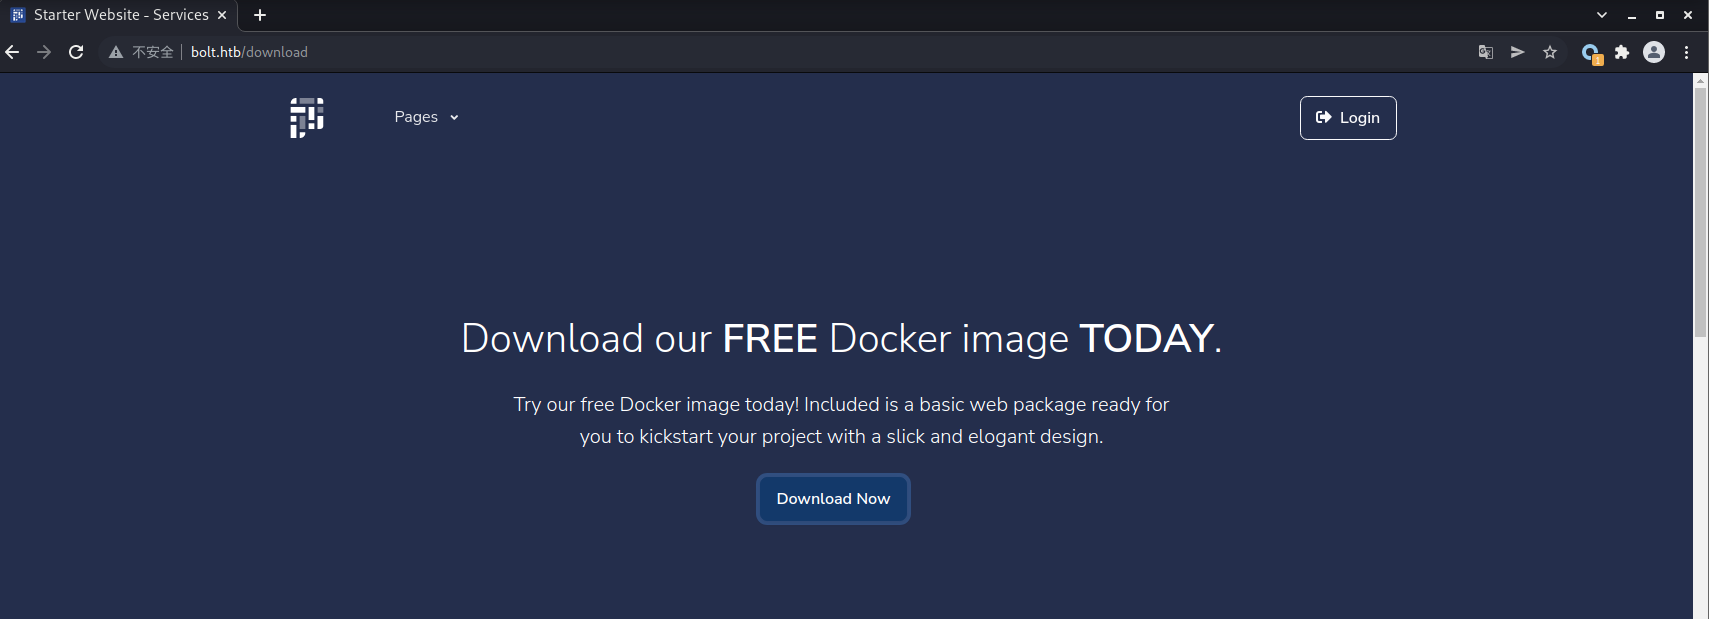 Starter Website - Services
不安全
bolt.htb/download
1
Pages
Login
Download our FREE Docker image TODAY.
Try our free Docker image today! Included is a basic web package ready for
you to kickstart your project with a slick and elogant design.
Download Now